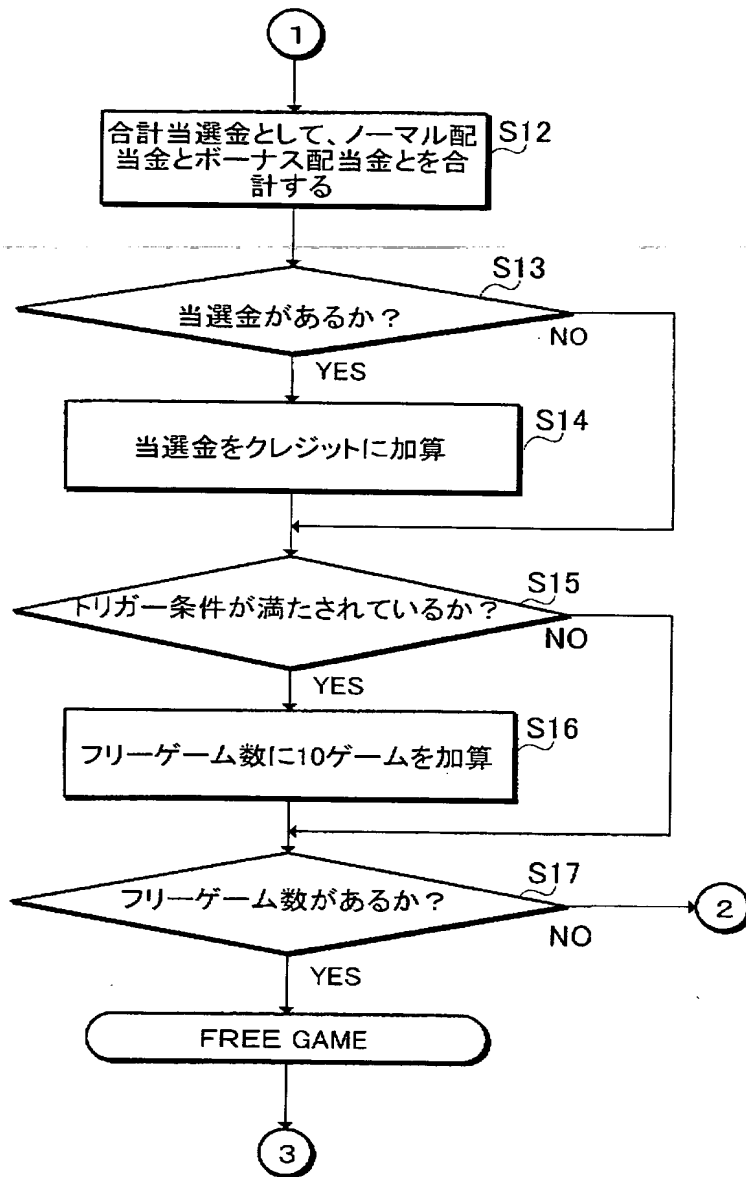 1
合計当選金として、ノーマル配
当金とボーナス配当金とを合
計する
S12
当選金があるか？
S13
NO
YES
当選金をクレジットに加算
S14
トリガー条件が満たされているか？
S15
NO
YES
フリーゲーム数に10ゲームを加算
S16
フリーゲーム数があるか？
S17
NO
2
YES
FREE GAME
3